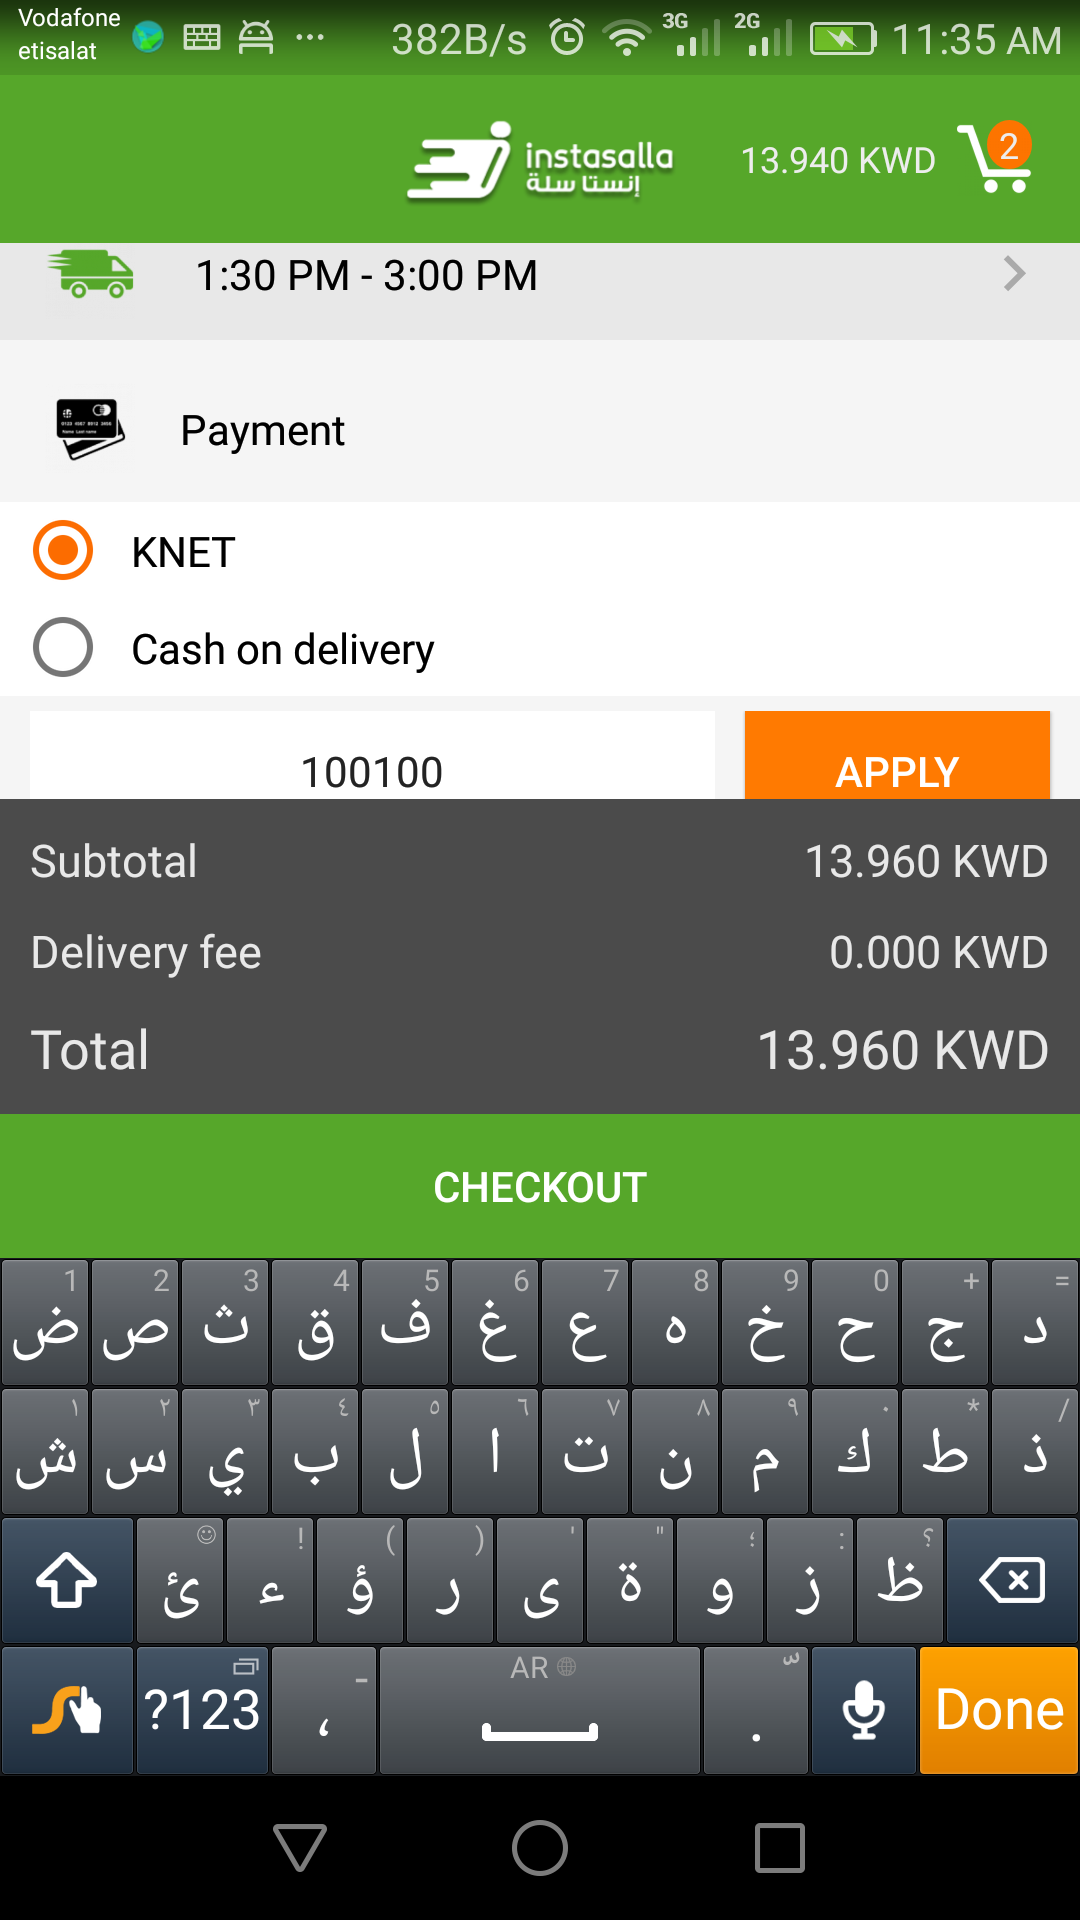 Vodafone
etisalat
382B/s 3G 2G 11:35 AM
instasalla
إنستا سلة
13.940 KWD 2
1:30 PM - 3:00 PM
Payment
KNET
Cash on delivery
100100 APPLY
Subtotal 13.960 KWD
Delivery fee 0.000 KWD
Total 13.960 KWD
CHECKOUT
1 2 3 4 5 6 7 8 9 0 + =
ض ص ث ق ف غ ع ه خ ح ج د
١ ٢ ٣ ٤ ٥ ٦ ٧ ٨ ٩ ٠ * /
ش س ي ب ل ا ت ن م ك ط ذ
! ( ) ' " ؛ : ؟
ئ ء ؤ ر ى ة و ز ظ
AR
?123 ، - . Done